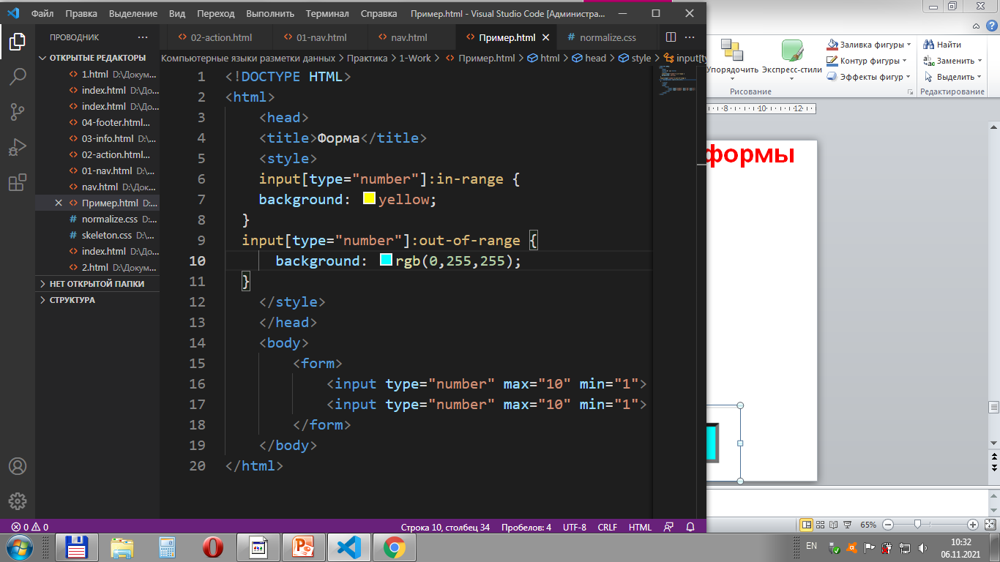 Файл Правка Выделение Вид Переход Выполнить Терминал Справка Пример.html - Visual Studio Code [Администра...
ПРОВОДНИК
ОТКРЫТЫЕ РЕДАКТОРЫ
1.html D:\Докум...
index.html D:\До...
index.html D:\До...
04-footer.html...
03-info.html D:\...
02-action.html...
01-nav.html D:\...
nav.html D:\Док...
Пример.html D:...
normalize.css D:...
skeleton.css D:\...
index.html D:\До...
2.html D:\Докум...
НЕТ ОТКРЫТОЙ ПАПКИ
СТРУКТУРА
02-action.html 01-nav.html nav.html Пример.html normalize.css
Компьютерные языки разметки данных > Практика > 1-Work > Пример.html > html > head > style > input[ty
1 <!DOCTYPE HTML>
2 <html>
3 <head>
4 <title>Форма</title>
5 <style>
6 input[type="number"]:in-range {
7 background: yellow;
8 }
9 input[type="number"]:out-of-range {
10 background: rgb(0,255,255);
11 }
12 </style>
13 </head>
14 <body>
15 <form>
16 <input type="number" max="10" min="1">
17 <input type="number" max="10" min="1">
18 </form>
19 </body>
20 </html>
0 0 Строка 10, столбец 34 Пробелов: 4 UTF-8 CRLF HTML
Упорядочить Экспресс-стили
Заливка фигуры
Контур фигуры
Эффекты фигур
Рисование
Найти
Заменить
Выделить
Редактирование
8 10 12
формы
65%
EN
10:32
06.11.2021